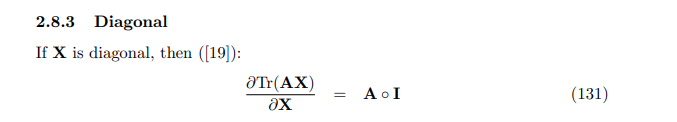 2.8.3 Diagonal
If X is diagonal, then ([19]):
∂Tr(AX)
∂X
= A ∘ I (131)